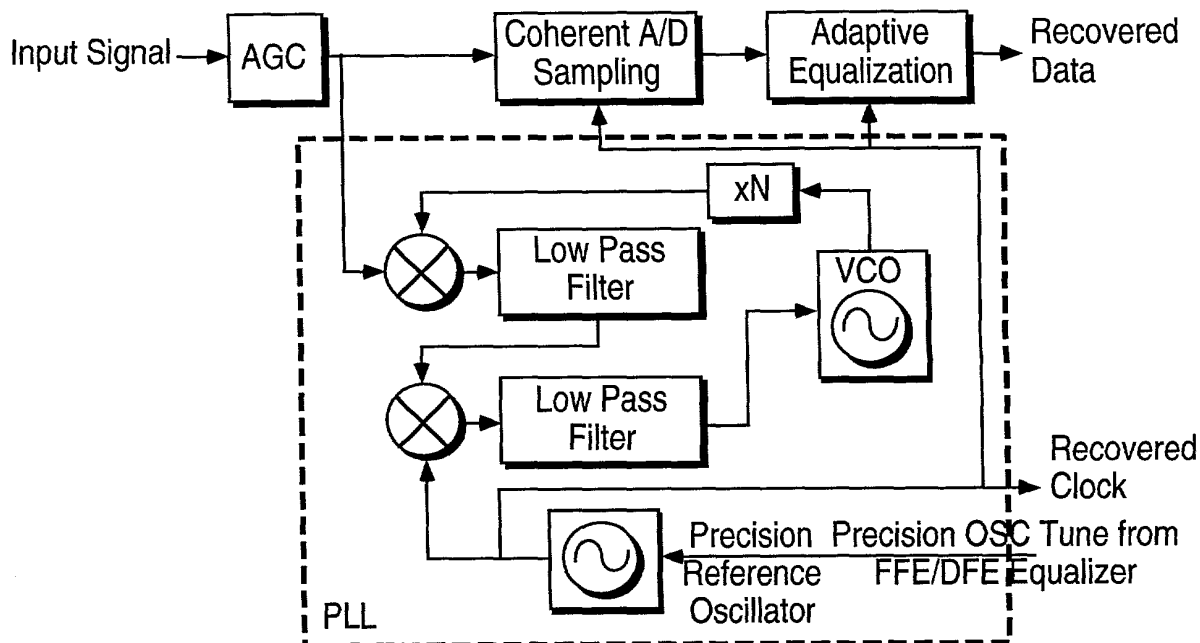 Input Signal
AGC
Coherent A/D
Sampling
Adaptive
Equalization
Recovered
Data
xN
Low Pass
Filter
VCO
Low Pass
Filter
Recovered
Clock
Precision
Reference
Oscillator
Precision OSC Tune from
FFE/DFE Equalizer
PLL